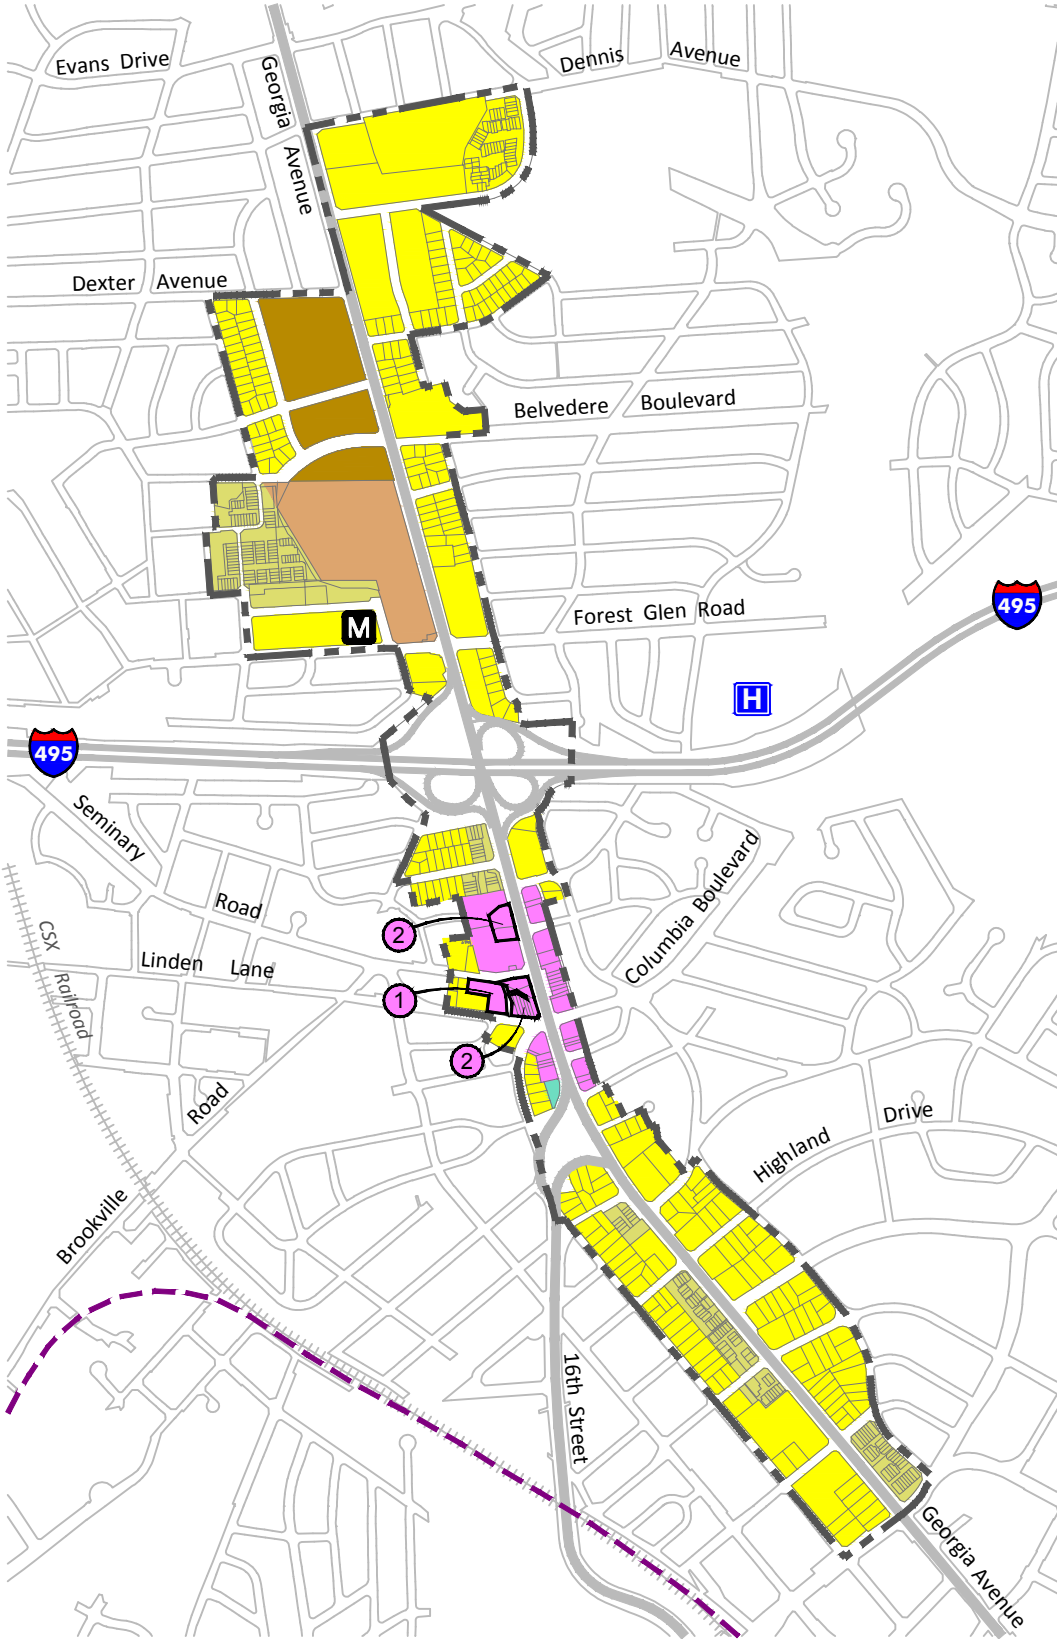 Evans Drive
Georgia Avenue
Dennis Avenue
Dexter Avenue
Belvedere Boulevard
Forest Glen Road
495
M
H
495
Seminary Road
Columbia Boulevard
2
CSX Railroad
Linden Lane
1
2
Brookville Road
Highland Drive
16th Street
Georgia Avenue